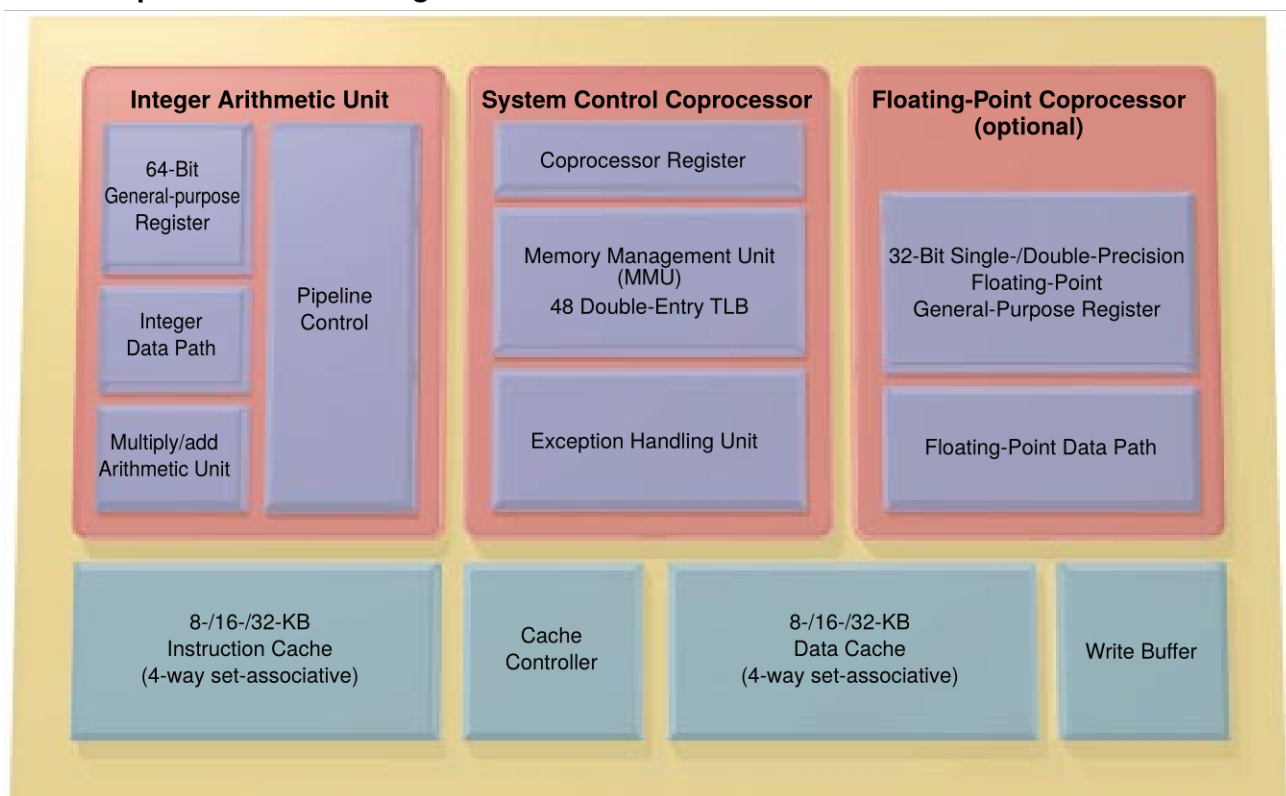 Integer Arithmetic Unit
64-Bit
General-purpose
Register
Integer
Data Path
Multiply/add
Arithmetic Unit
Pipeline
Control
System Control Coprocessor
Coprocessor Register
Memory Management Unit
(MMU)
48 Double-Entry TLB
Exception Handling Unit
Floating-Point Coprocessor
(optional)
32-Bit Single-/Double-Precision
Floating-Point
General-Purpose Register
Floating-Point Data Path
8-/16-/32-KB
Instruction Cache
(4-way set-associative)
Cache
Controller
8-/16-/32-KB
Data Cache
(4-way set-associative)
Write Buffer